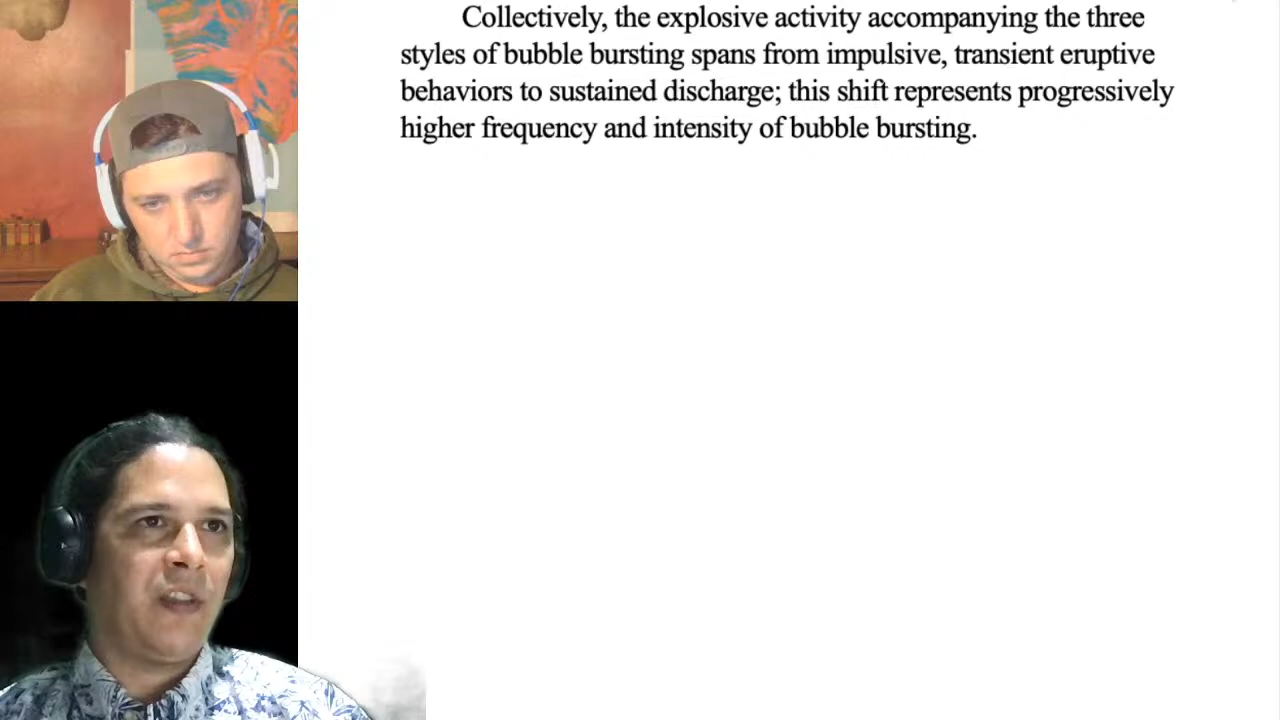 Collectively, the explosive activity accompanying the three
styles of bubble bursting spans from impulsive, transient eruptive
behaviors to sustained discharge; this shift represents progressively
higher frequency and intensity of bubble bursting.